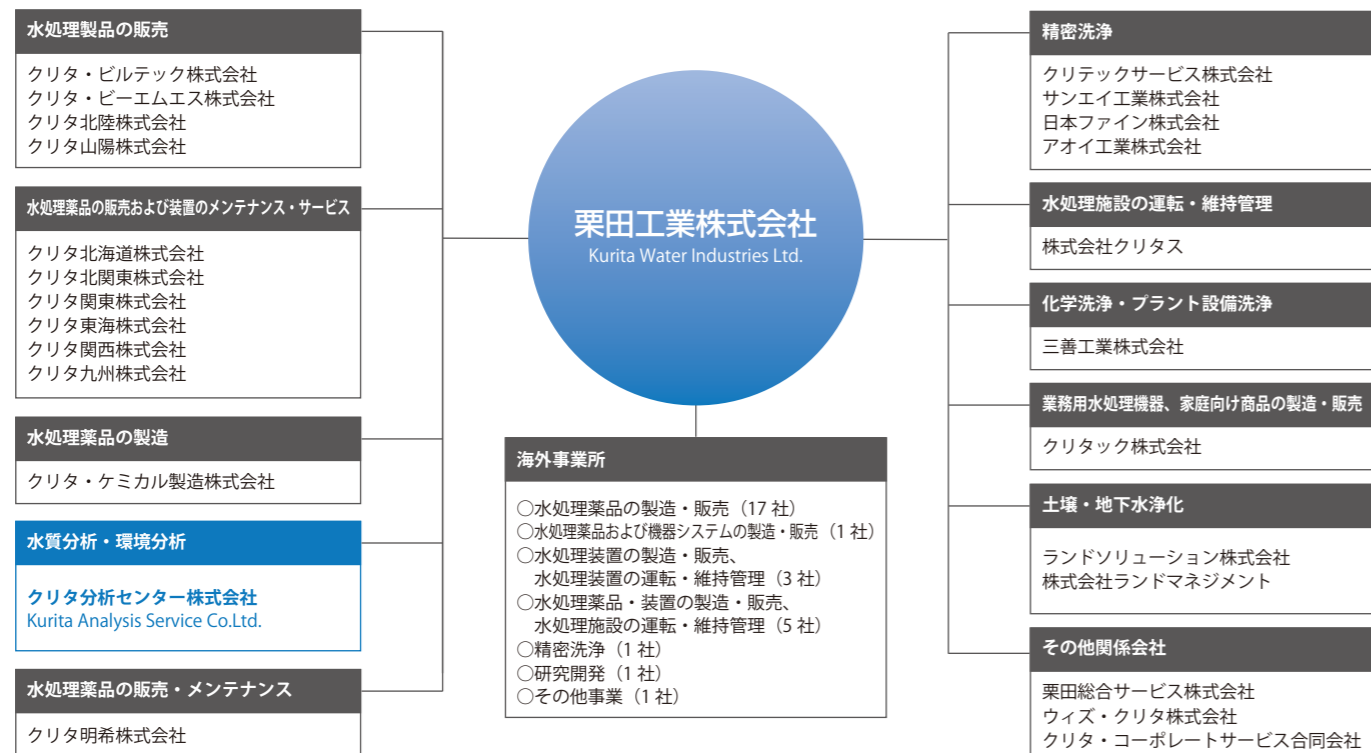 水処理製品の販売
クリタ・ビルテック株式会社
クリタ・ビーエムエス株式会社
クリタ北陸株式会社
クリタ山陽株式会社
水処理薬品の販売および装置のメンテナンス・サービス
クリタ北海道株式会社
クリタ北関東株式会社
クリタ関東株式会社
クリタ東海株式会社
クリタ関西株式会社
クリタ九州株式会社
水処理薬品の製造
クリタ・ケミカル製造株式会社
水質分析・環境分析
クリタ分析センター株式会社
Kurita Analysis Service Co.Ltd.
水処理薬品の販売・メンテナンス
クリタ明希株式会社
栗田工業株式会社
Kurita Water Industries Ltd.
海外事業所
○水処理薬品の製造・販売（17 社）
○水処理薬品および機器システムの製造・販売（1 社）
○水処理装置の製造・販売、
水処理装置の運転・維持管理（3 社）
○水処理薬品・装置の製造・販売、
水処理施設の運転・維持管理（5 社）
○精密洗浄（1 社）
○研究開発（1 社）
○その他事業（1 社）
精密洗浄
クリテックサービス株式会社
サンエイ工業株式会社
日本ファイン株式会社
アオイ工業株式会社
水処理施設の運転・維持管理
株式会社クリタス
化学洗浄・プラント設備洗浄
三善工業株式会社
業務用水処理機器、家庭向け商品の製造・販売
クリタック株式会社
土壌・地下水浄化
ランドソリューション株式会社
株式会社ランドマネジメント
その他関係会社
栗田総合サービス株式会社
ウィズ・クリタ株式会社
クリタ・コーポレートサービス合同会社